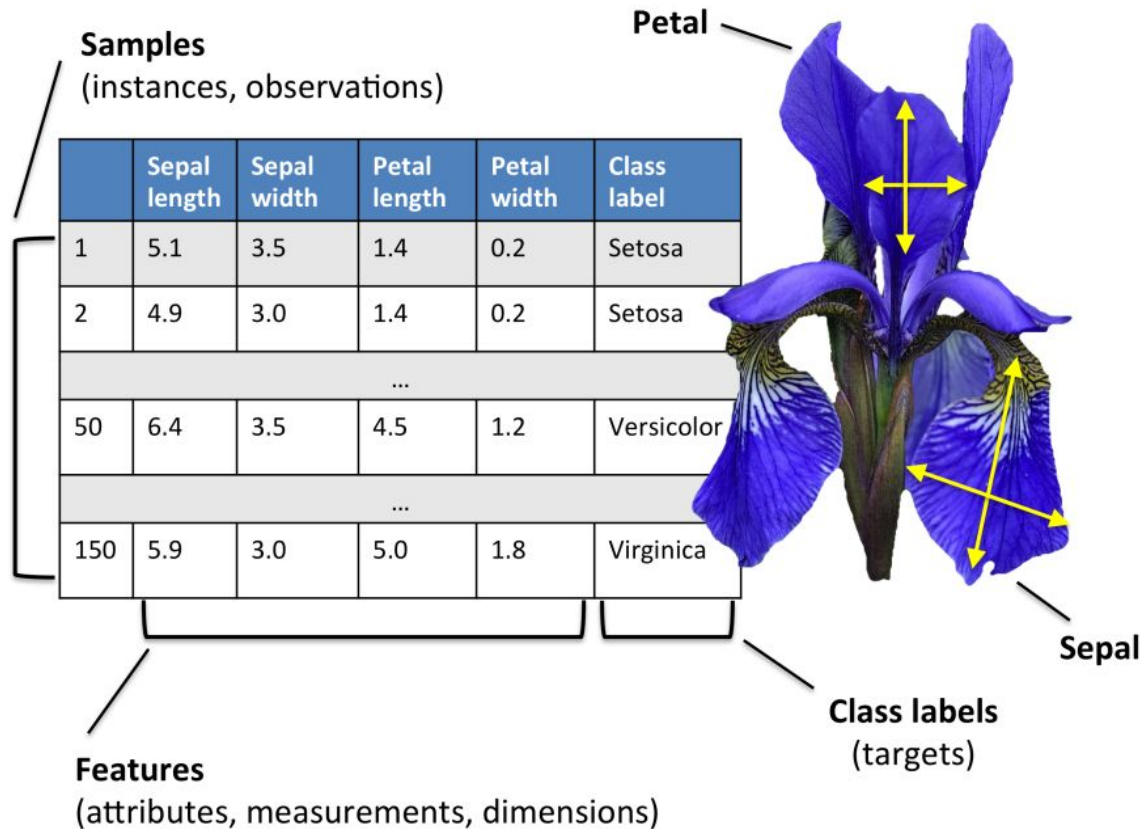 Samples
(instances, observations)
Petal
Sepal length Sepal width Petal length Petal width Class label
1 5.1 3.5 1.4 0.2 Setosa
2 4.9 3.0 1.4 0.2 Setosa
...
50 6.4 3.5 4.5 1.2 Versicolor
...
150 5.9 3.0 5.0 1.8 Virginica
Sepal
Class labels
(targets)
Features
(attributes, measurements, dimensions)